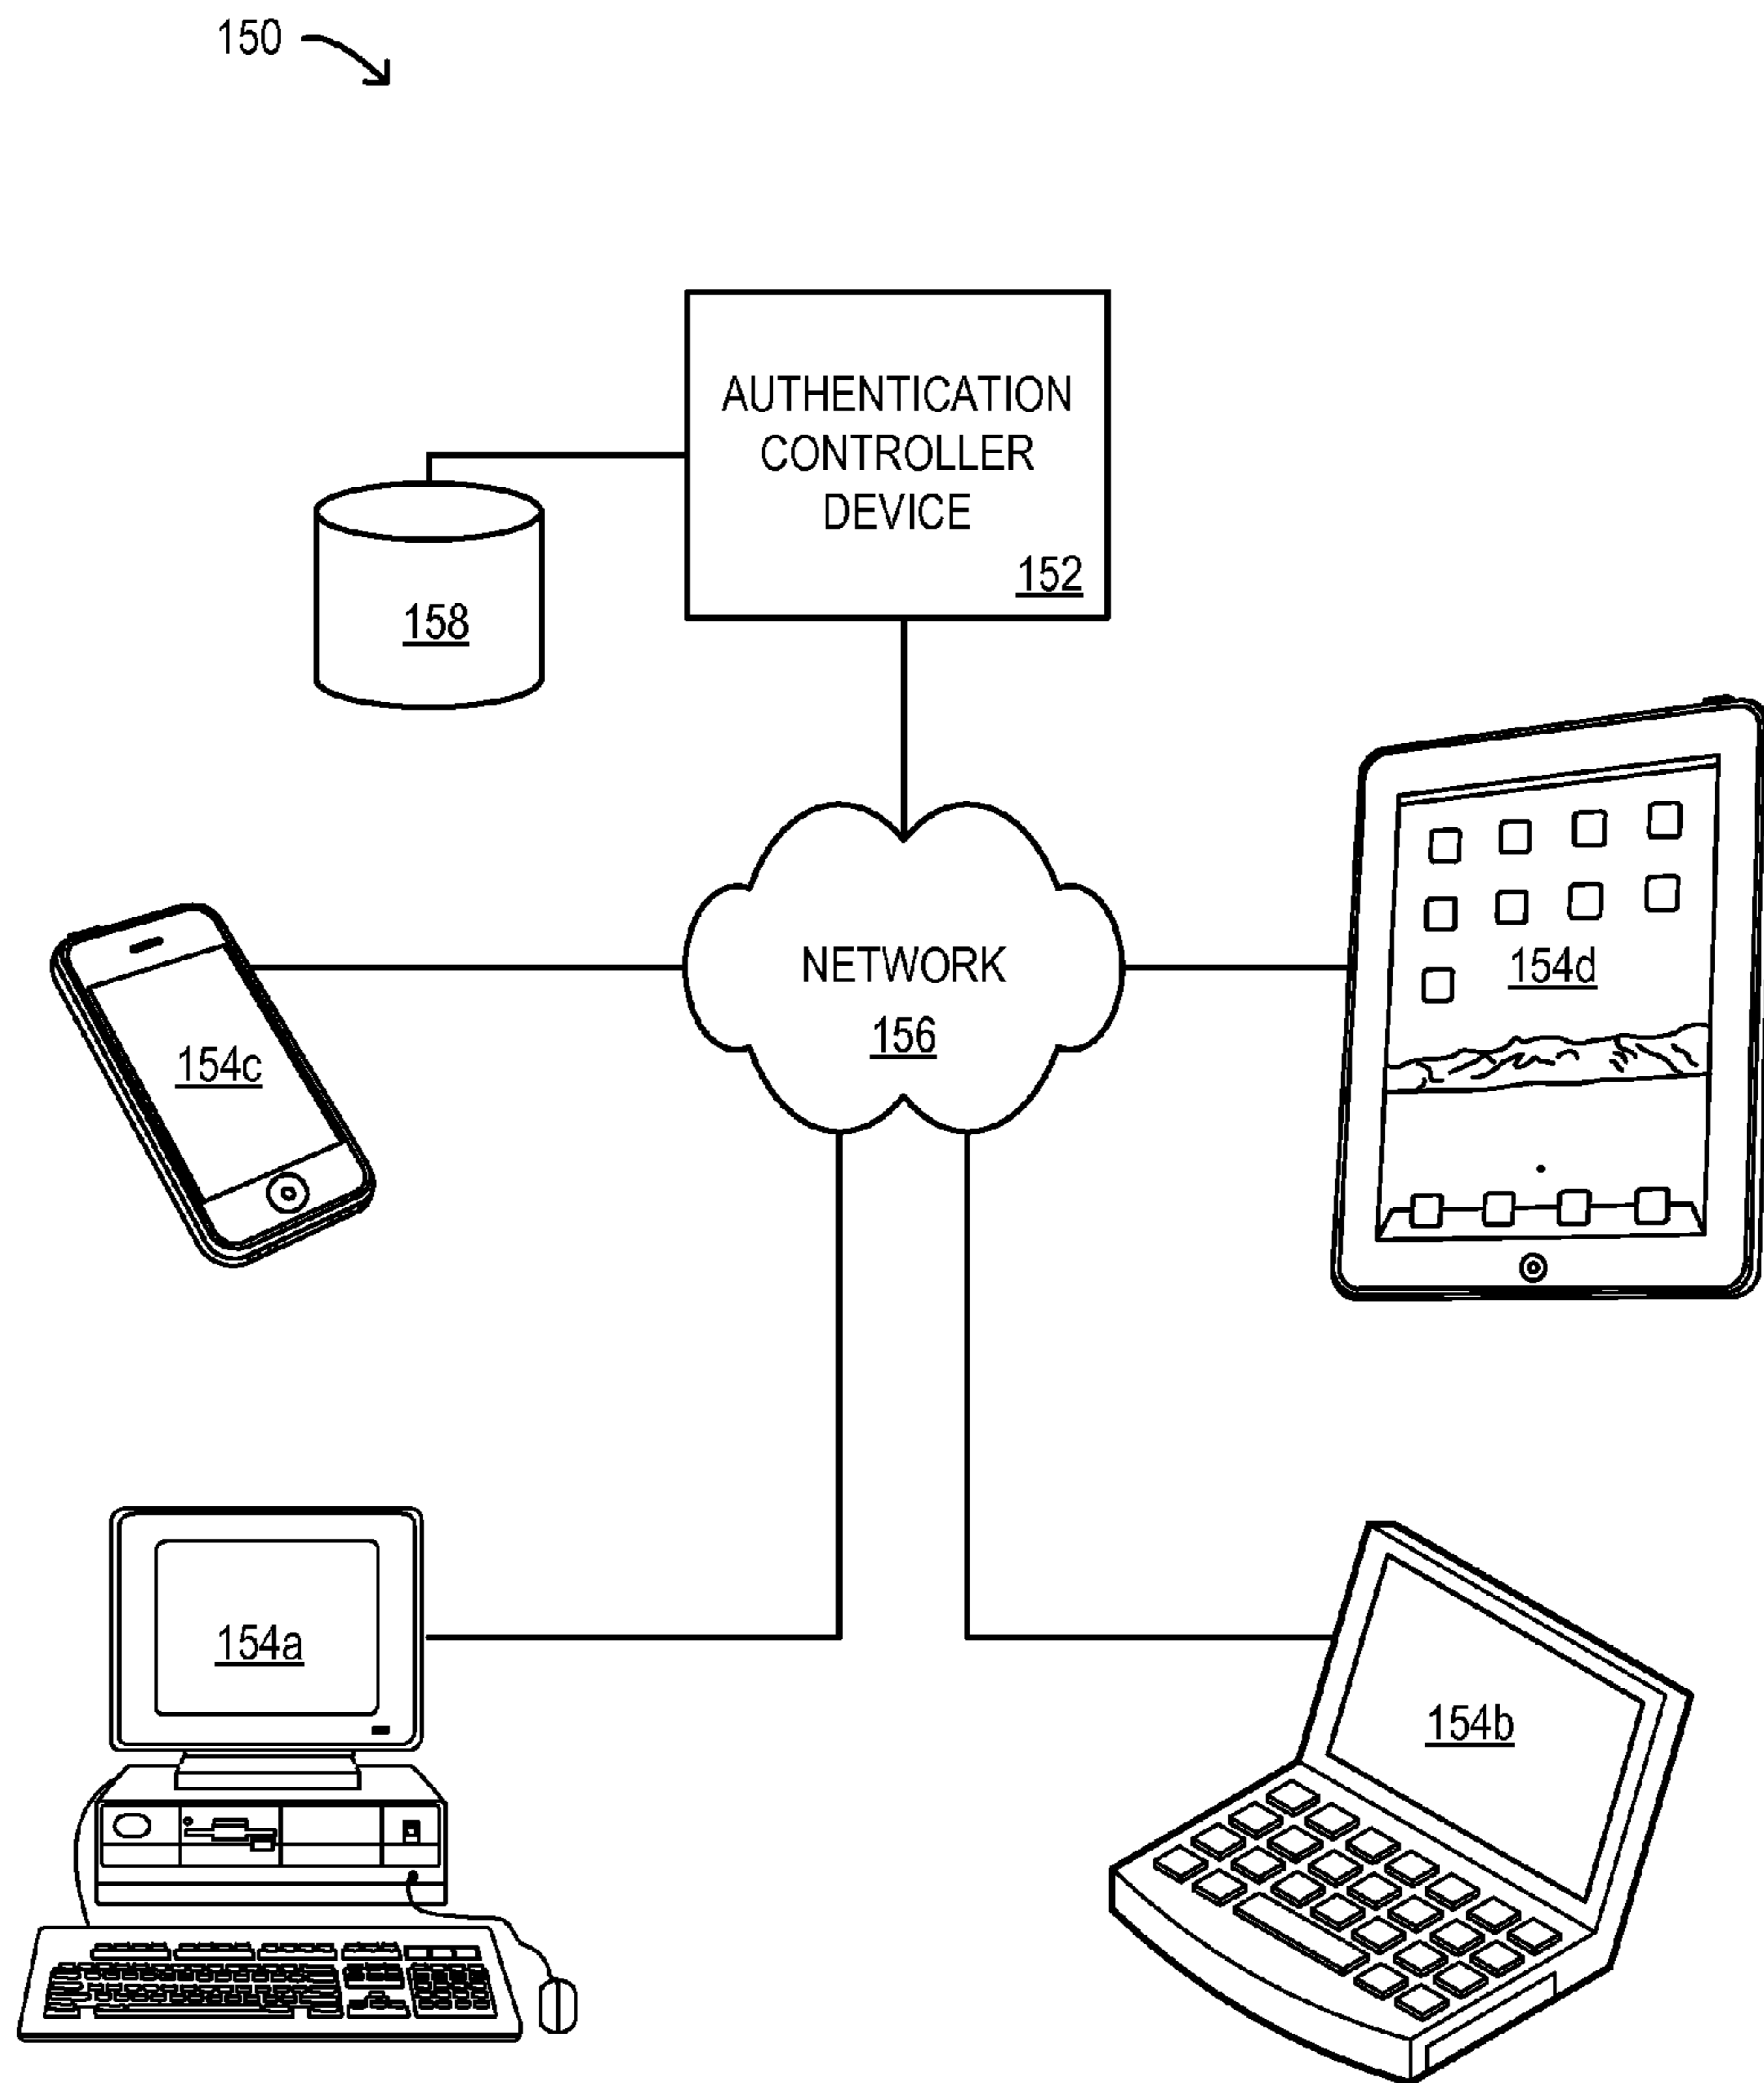 150
AUTHENTICATION
CONTROLLER
DEVICE
152
158
NETWORK
156
154c
154d
154a
154b